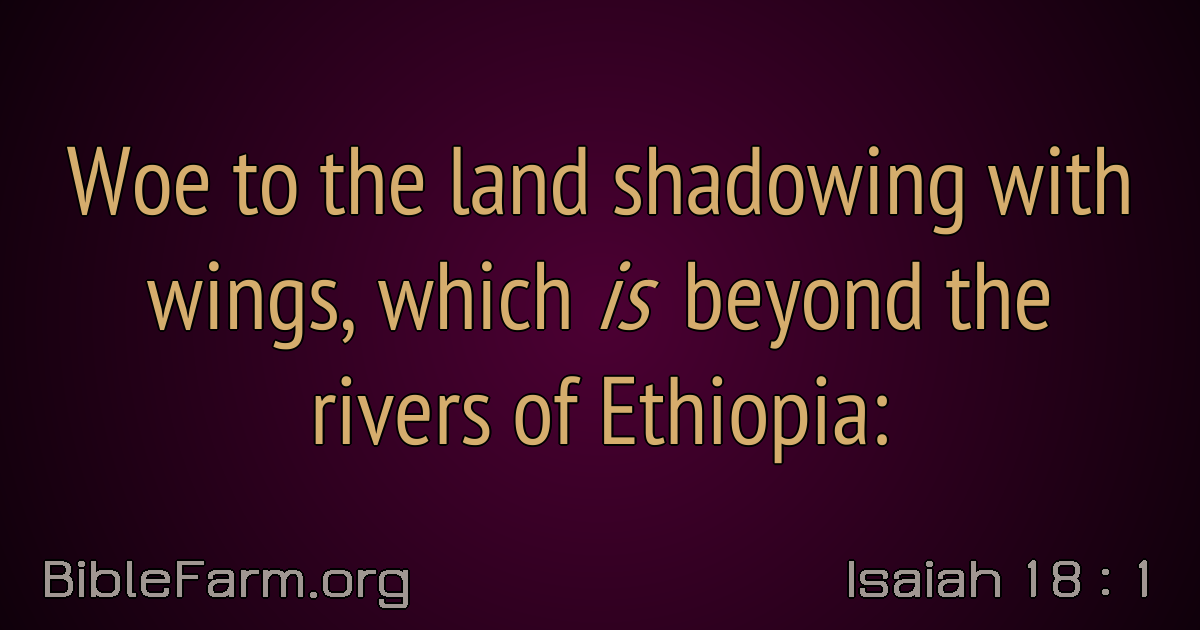 Woe to the land shadowing with
wings, which is beyond the
rivers of Ethiopia:
BibleFarm.org
Isaiah 18 : 1